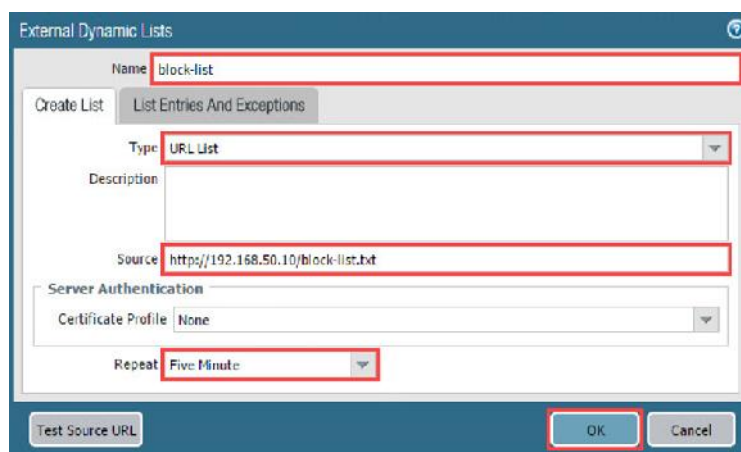 External Dynamic Lists
Name block-list
Create List List Entries And Exceptions
Type URL List
Description
Source http://192.168.50.10/block-list.txt
Server Authentication
Certificate Profile None
Repeat Five Minute
Test Source URL OK Cancel